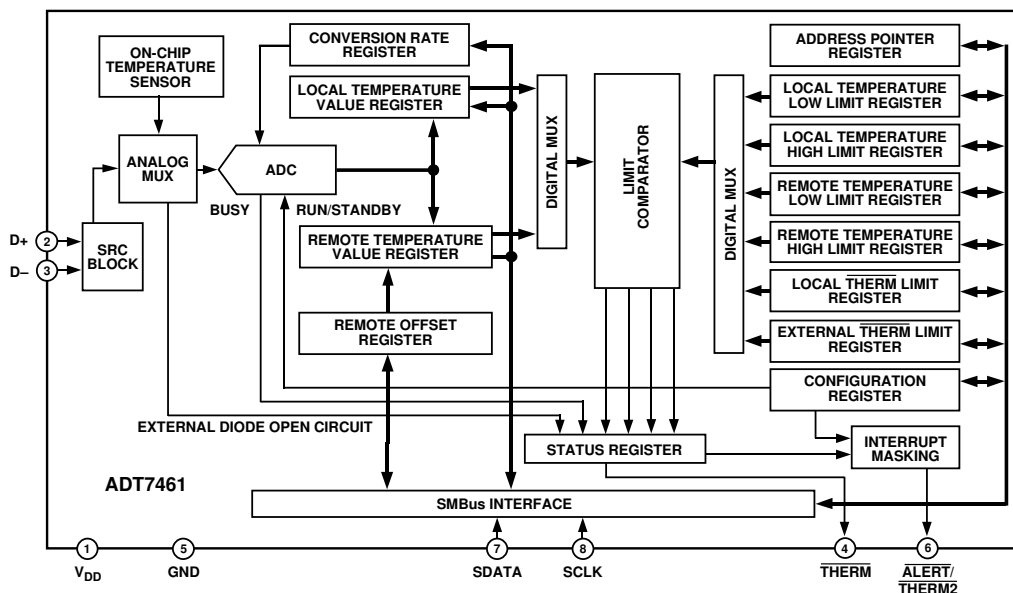 ON-CHIP
TEMPERATURE
SENSOR
CONVERSION RATE
REGISTER
ADDRESS POINTER
REGISTER
LOCAL TEMPERATURE
VALUE REGISTER
LOCAL TEMPERATURE
LOW LIMIT REGISTER
ANALOG
MUX
ADC
BUSY
RUN/STANDBY
DIGITAL MUX
LIMIT
COMPARATOR
DIGITAL MUX
LOCAL TEMPERATURE
HIGH LIMIT REGISTER
REMOTE TEMPERATURE
LOW LIMIT REGISTER
D+ 2
D– 3
SRC
BLOCK
REMOTE TEMPERATURE
VALUE REGISTER
REMOTE TEMPERATURE
HIGH LIMIT REGISTER
LOCAL THERM LIMIT
REGISTER
REMOTE OFFSET
REGISTER
EXTERNAL THERM LIMIT
REGISTER
CONFIGURATION
REGISTER
EXTERNAL DIODE OPEN CIRCUIT
STATUS REGISTER
INTERRUPT
MASKING
ADT7461
SMBus INTERFACE
1
5
7
8
4
6
VDD
GND
SDATA
SCLK
THERM
ALERT/
THERM2